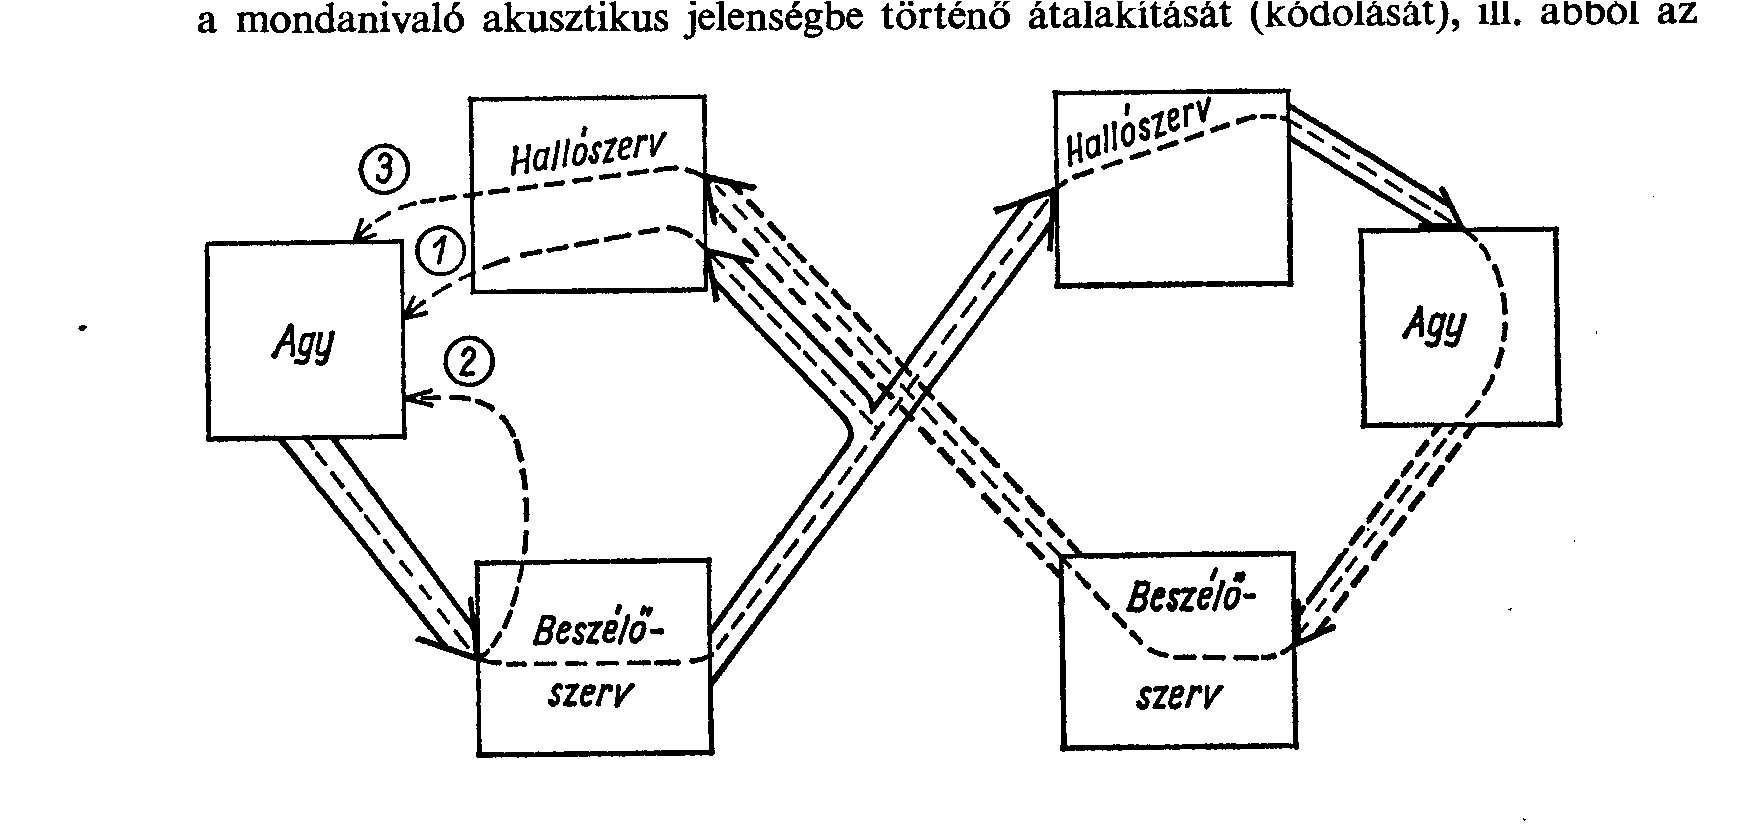 a mondanivaló akusztikus jelenségbe történő átalakítását (kódolását), ill. abból az
Hallószerv
Hallószerv
3
1
Agy
Agy
2
Beszélő-
szerv
Beszélő-
szerv